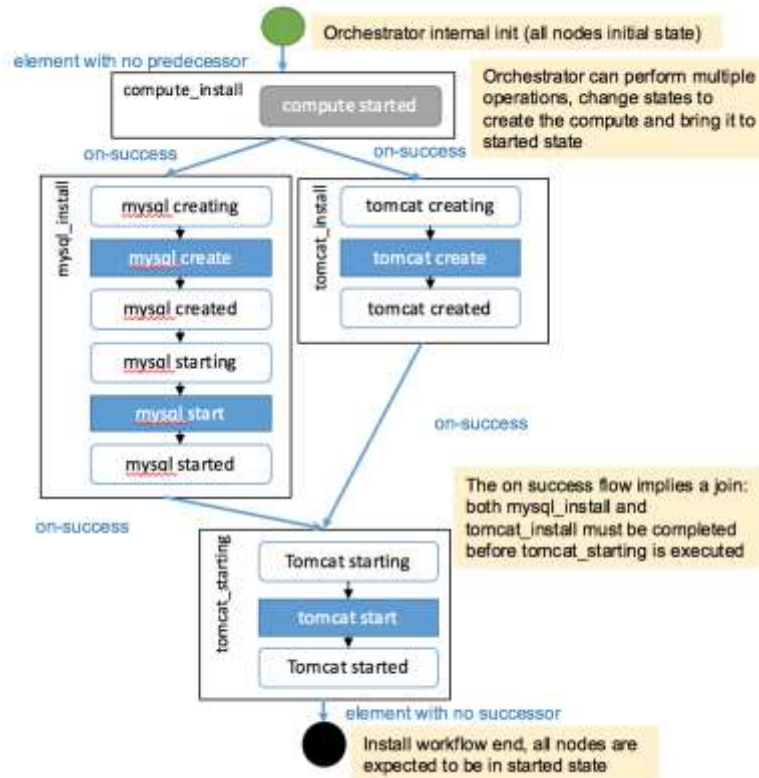 Orchestrator internal init (all nodes initial state)
element with no predecessor
compute_install
compute started
Orchestrator can perform multiple
operations, change states to
create the compute and bring it to
started state
on-success
on-success
mysql_install
mysql creating
mysql create
mysql created
mysql starting
mysql start
mysql started
tomcat_install
tomcat creating
tomcat create
tomcat created
on-success
on-success
The on success flow implies a join:
both mysql_install and
tomcat_install must be completed
before tomcat_starting is executed
tomcat_starting
Tomcat starting
tomcat start
Tomcat started
element with no successor
Install workflow end, all nodes are
expected to be in started state